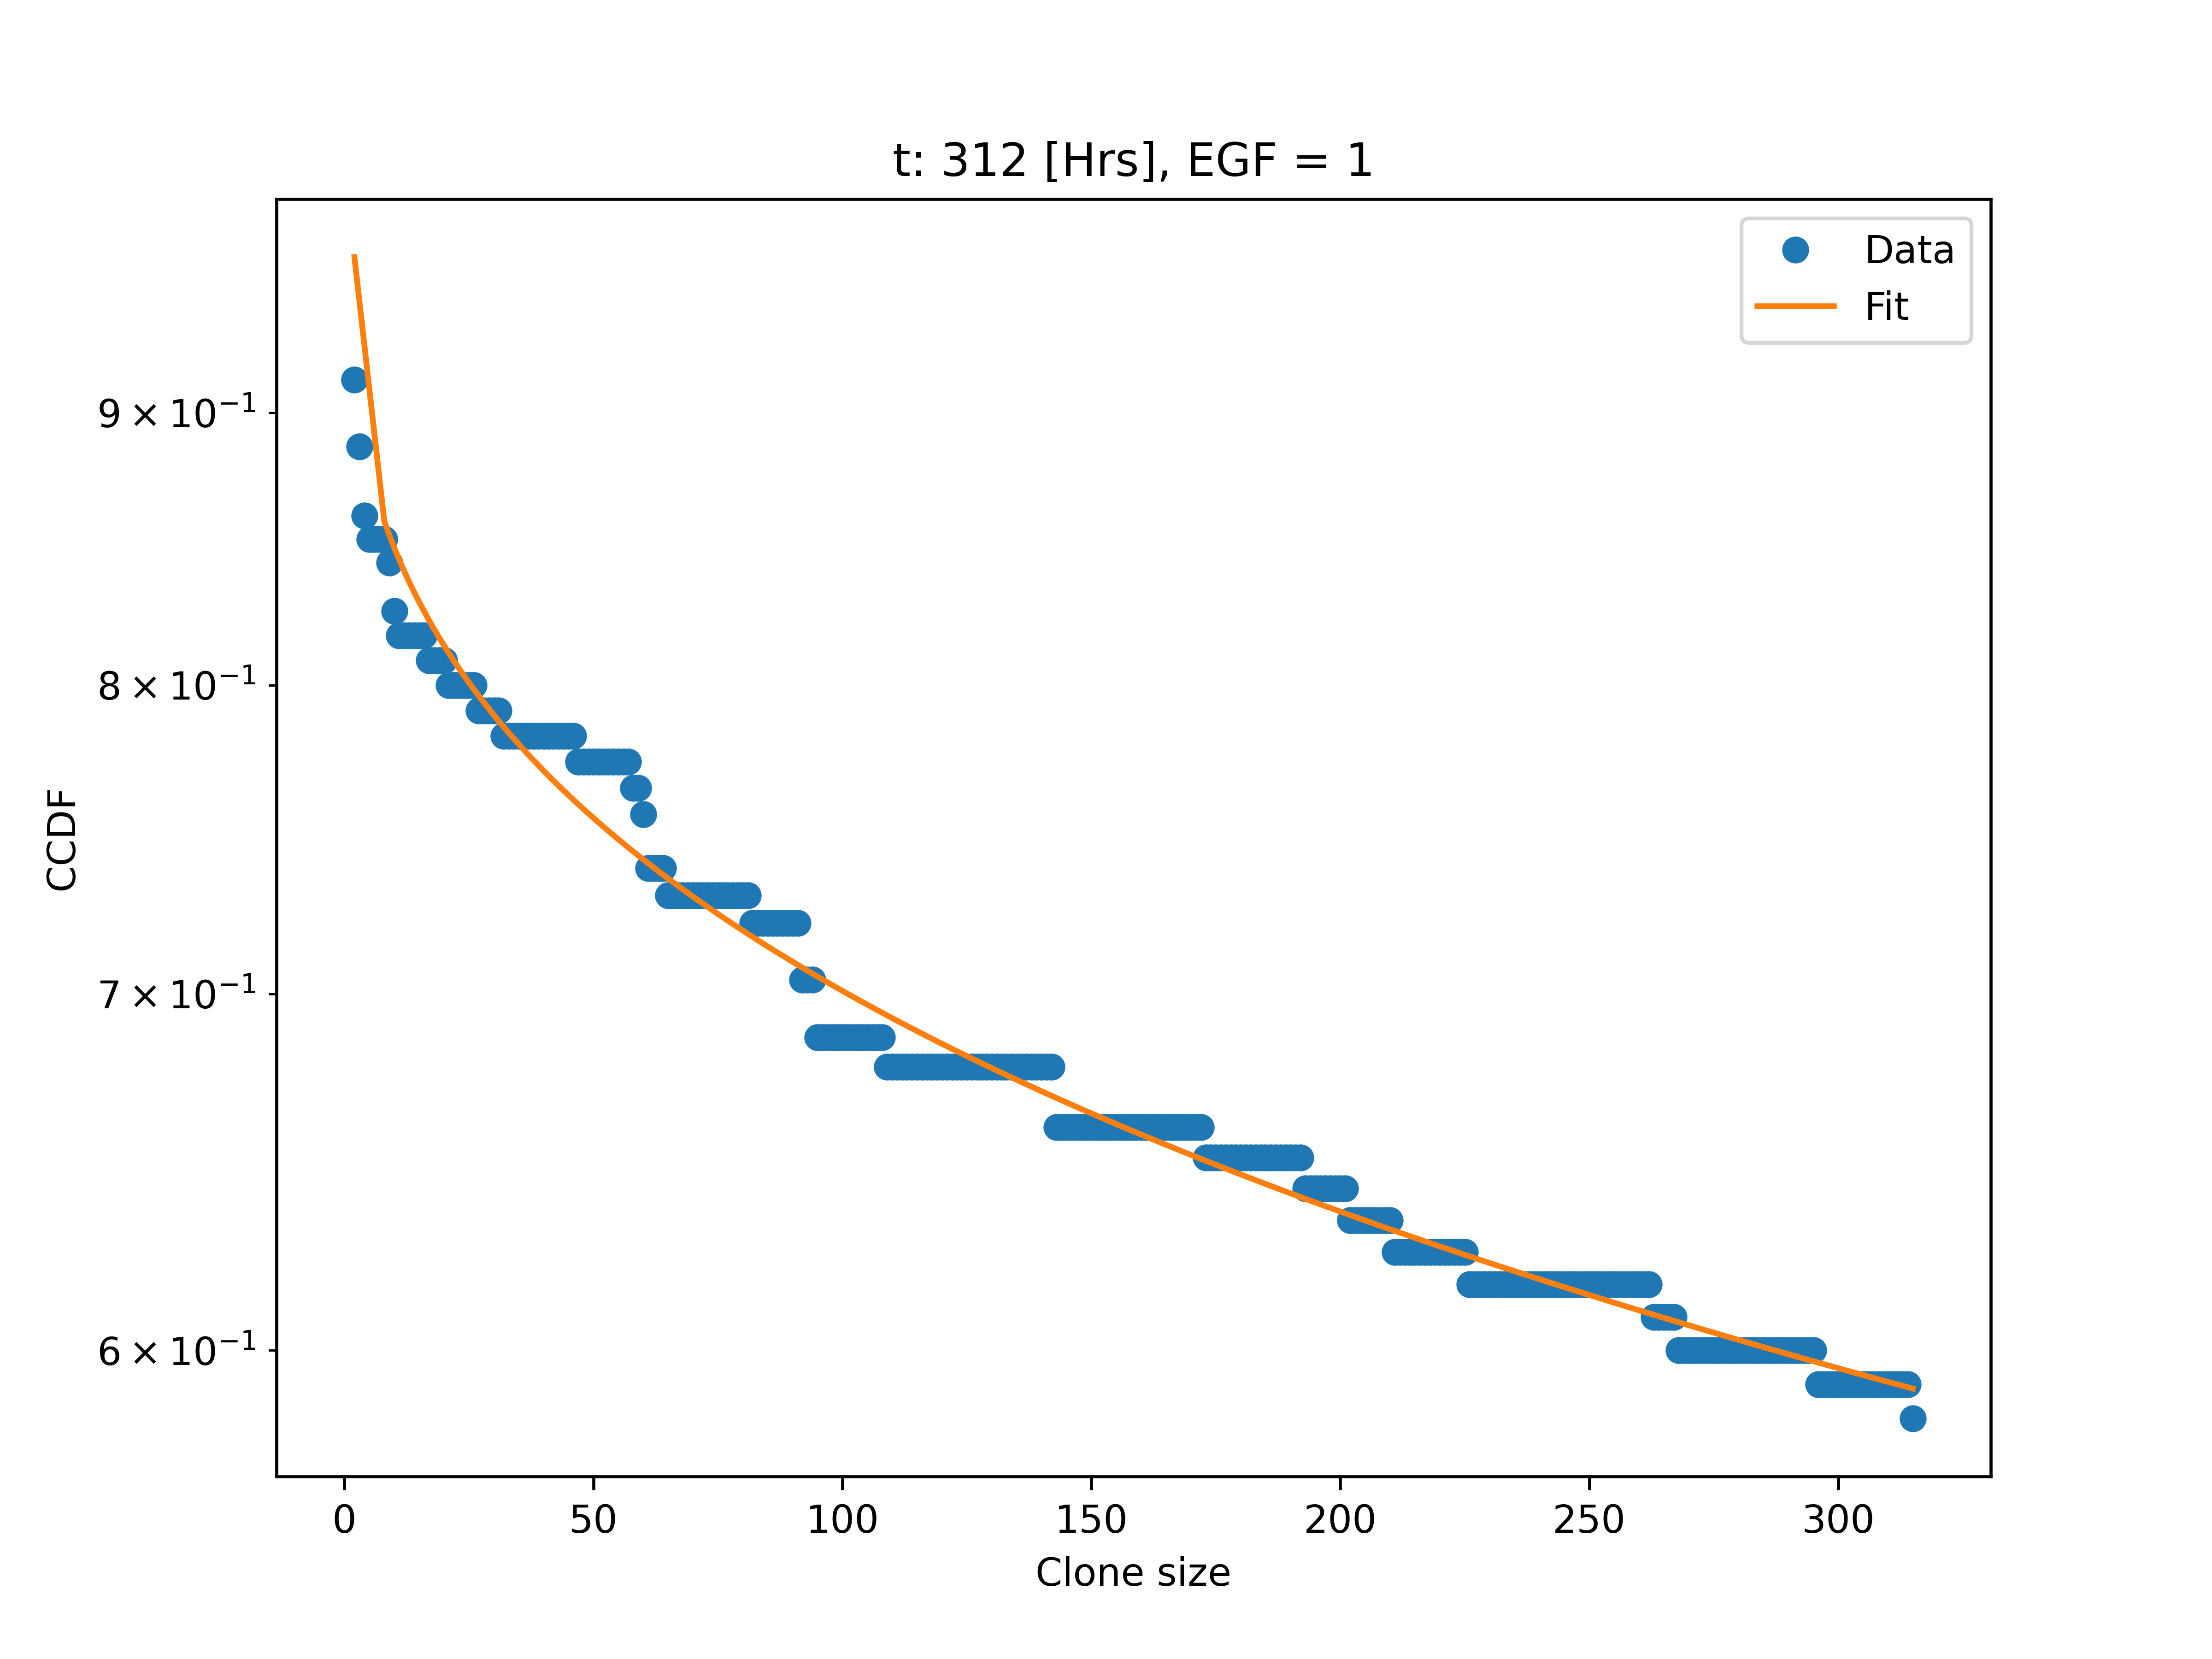 t: 312 [Hrs], EGF = 1
Data
Fit
9 × 10⁻¹
8 × 10⁻¹
7 × 10⁻¹
6 × 10⁻¹
CCDF
0 50 100 150 200 250 300
Clone size